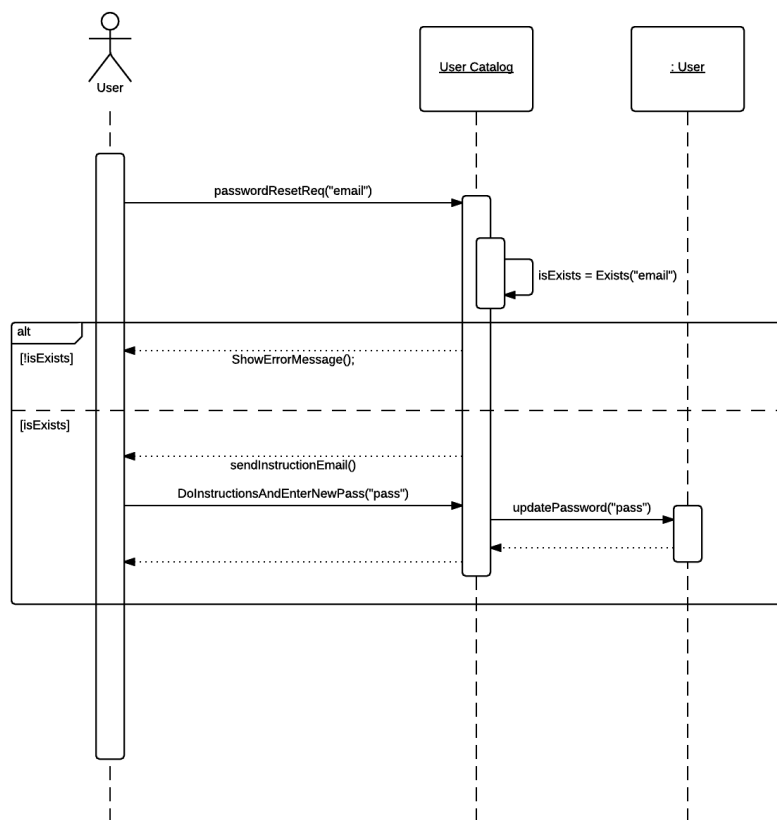 User
User Catalog
: User
passwordResetReq("email")
isExists = Exists("email")
alt
[!isExists]
ShowErrorMessage();
[isExists]
sendInstructionEmail()
DoInstructionsAndEnterNewPass("pass")
updatePassword("pass")